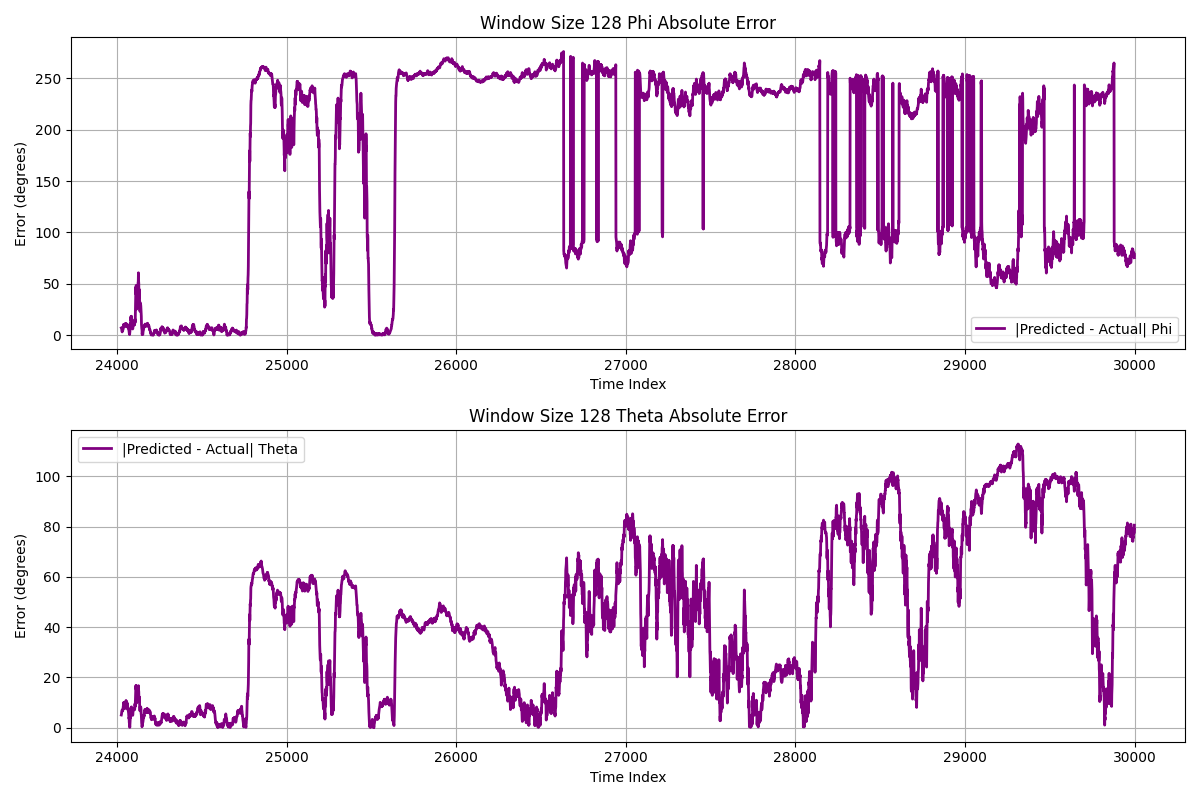 Window Size 128 Phi Absolute Error
Error (degrees)
250
200
150
100
50
0
|Predicted - Actual| Phi
24000 25000 26000 27000 28000 29000 30000
Time Index
Window Size 128 Theta Absolute Error
Error (degrees)
|Predicted - Actual| Theta
100
80
60
40
20
0
24000 25000 26000 27000 28000 29000 30000
Time Index